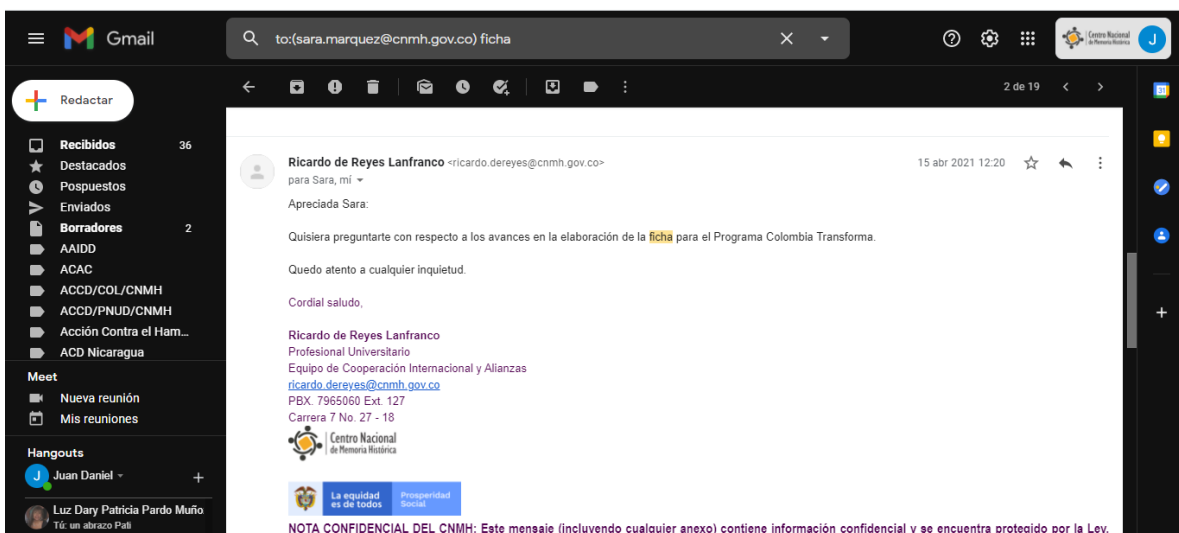 Gmail
to:(sara.marquez@cnmh.gov.co) ficha
Centro Nacional
de Memoria Histórica
J
Redactar
2 de 19
31
Recibidos 36
Destacados
Pospuestos
Enviados
Borradores 2
AAIDD
ACAC
ACCD/COL/CNMH
ACCD/PNUD/CNMH
Acción Contra el Ham...
ACD Nicaragua
Meet
Nueva reunión
Mis reuniones
Hangouts
J Juan Daniel
Luz Dary Patricia Pardo Muño
Tú: un abrazo Pati
Ricardo de Reyes Lanfranco <ricardo.dereyes@cnmh.gov.co> 15 abr 2021 12:20
para Sara, mí
Apreciada Sara:
Quisiera preguntarte con respecto a los avances en la elaboración de la ficha para el Programa Colombia Transforma.
Quedo atento a cualquier inquietud.
Cordial saludo,
Ricardo de Reyes Lanfranco
Profesional Universitario
Equipo de Cooperación Internacional y Alianzas
ricardo.dereyes@cnmh.gov.co
PBX. 7965060 Ext. 127
Carrera 7 No. 27 - 18
Centro Nacional
de Memoria Histórica
La equidad
es de todos
Prosperidad
Social
NOTA CONFIDENCIAL DEL CNMH: Este mensaje (incluyendo cualquier anexo) contiene información confidencial y se encuentra protegido por la Ley.